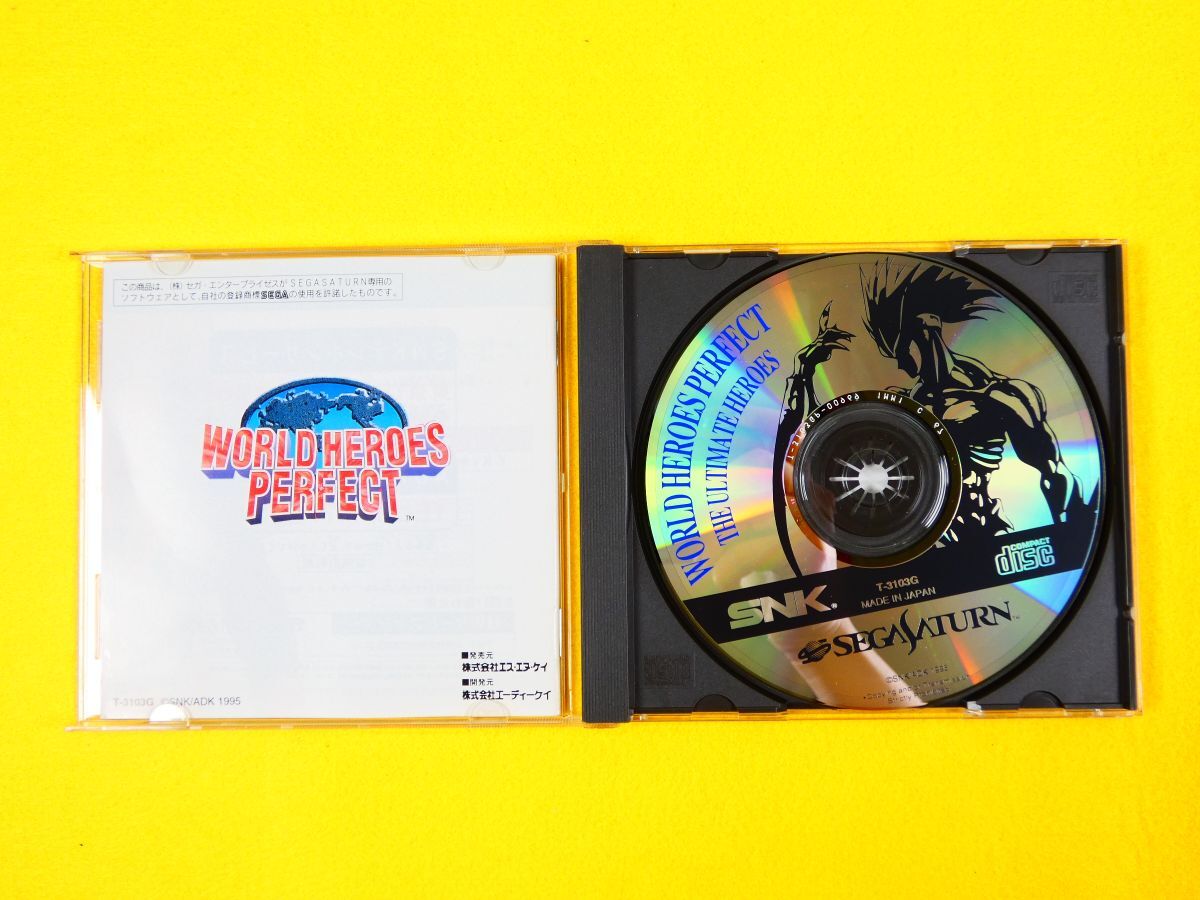 この商品は、(株)セガ・エンタープライゼスがSEGASATURN専用の
ソフトウェアとして、自社の登録商標SEGAの使用を許諾したものです。
WORLD HEROES
PERFECT
™
■発売元
株式会社エス・エヌ・ケイ
■開発元
株式会社エーディーケイ
T-3103G ©SNK/ADK 1995
WORLD HEROES PERFECT
THE ULTIMATE HEROES
COMPACT
disc
SNK®
T-3103G
MADE IN JAPAN
SEGASATURN™
©SNK/ADK 1995